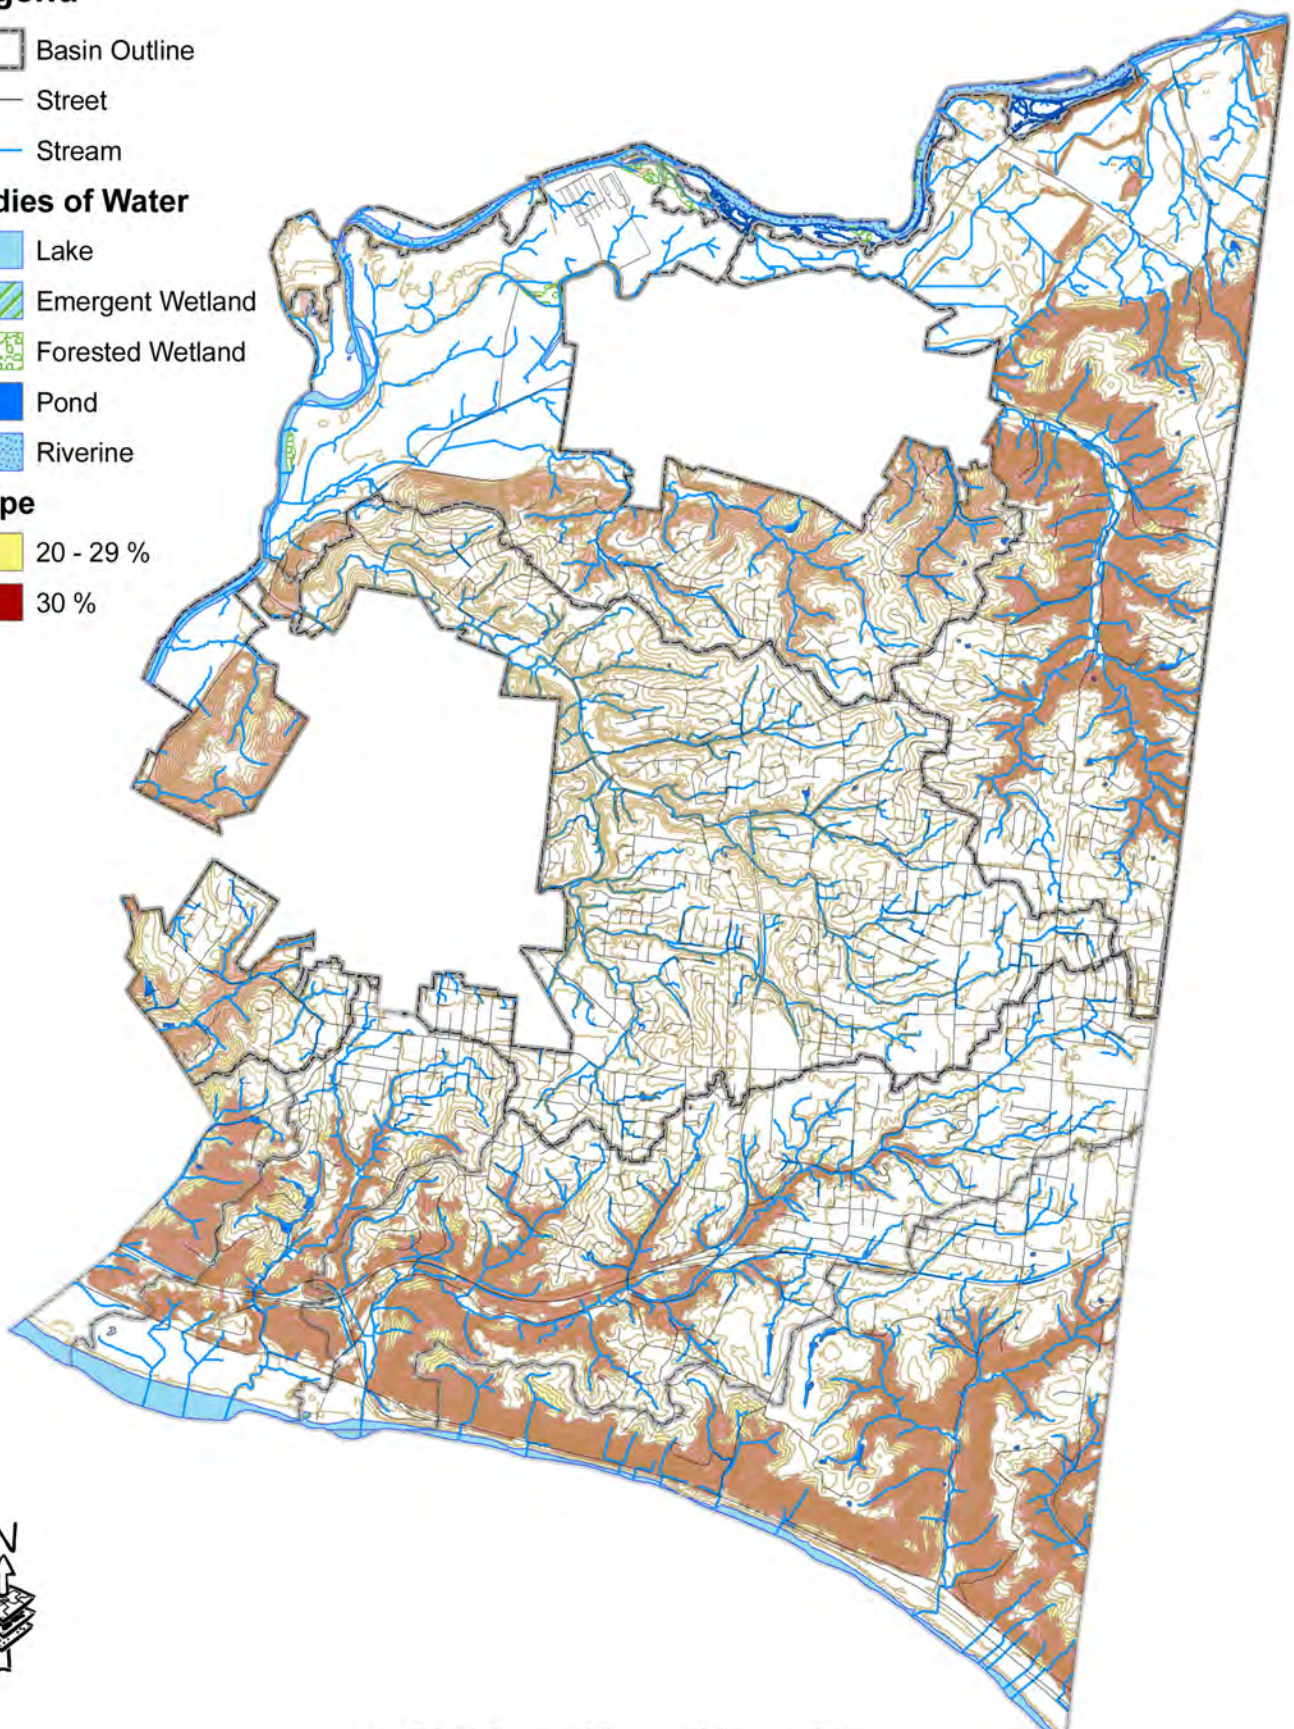 Basin Outline
Street
Stream
dies of Water
Lake
Emergent Wetland
Forested Wetland
Pond
Riverine
pe
20 - 29 %
30 %
N